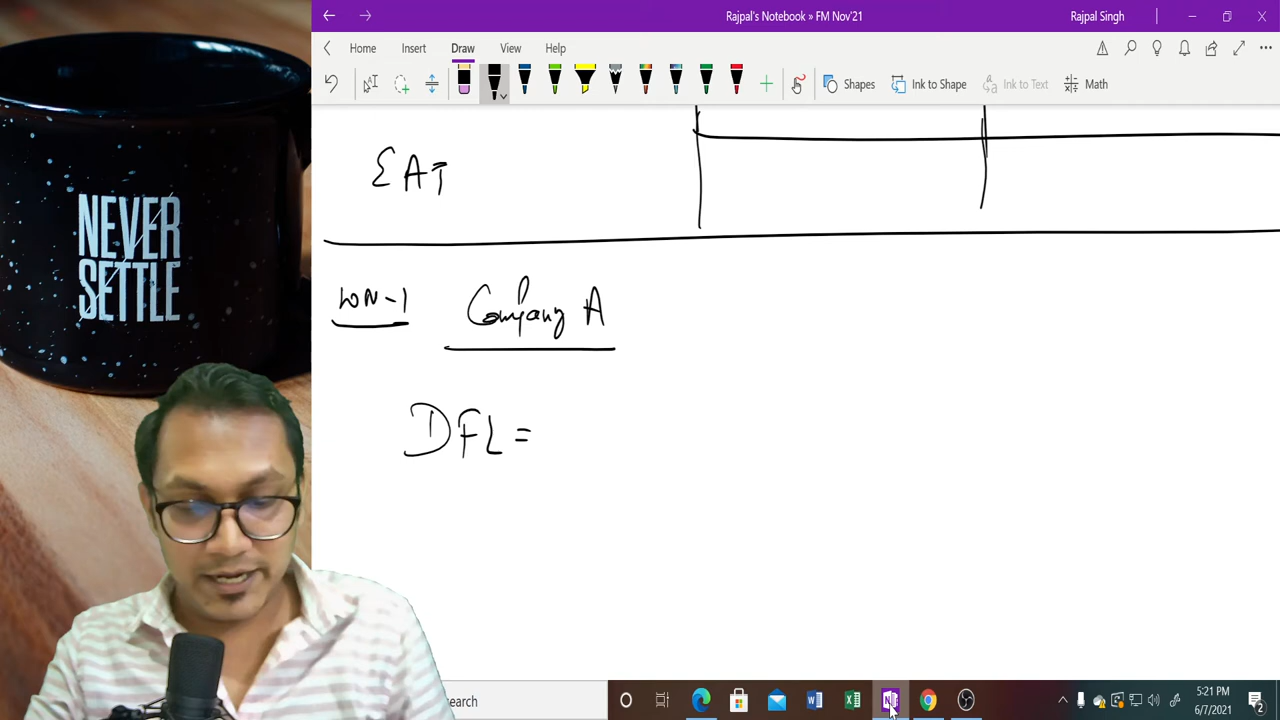 Rajpal's Notebook » FM Nov'21
Rajpal Singh
Home Insert Draw View Help
Shapes Ink to Shape Ink to Text Math
EAT
WN-1 Company A
DFL =
NEVER
SETTLE
earch
5:21 PM
6/7/2021
2